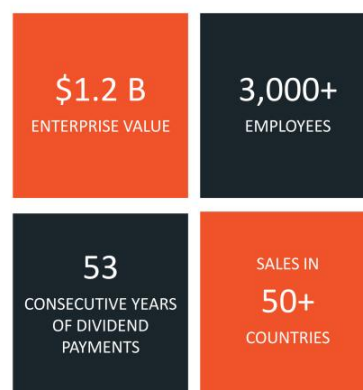 $1.2 B
ENTERPRISE VALUE
3,000+
EMPLOYEES
53
CONSECUTIVE YEARS
OF DIVIDEND
PAYMENTS
SALES IN
50+
COUNTRIES